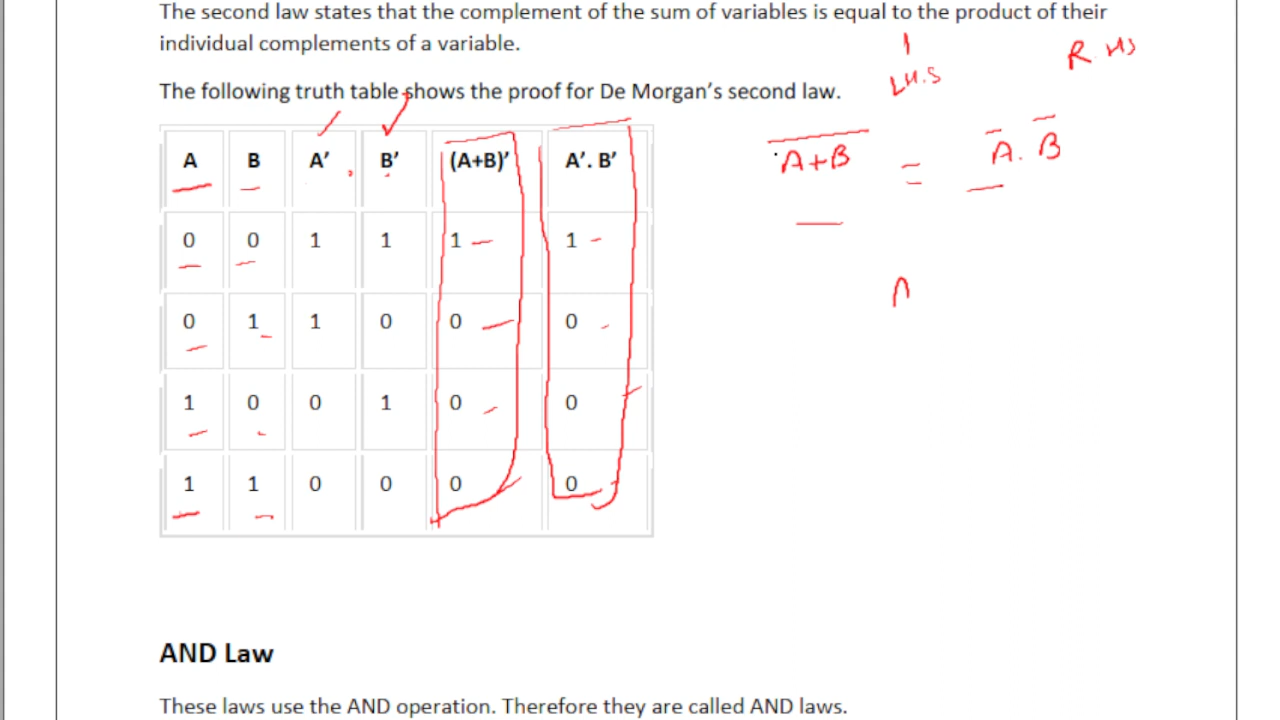 The second law states that the complement of the sum of variables is equal to the product of their
individual complements of a variable.
L.H.S R.HS
The following truth table shows the proof for De Morgan’s second law.
A B A′ B′ (A+B)′ A′. B′
0 0 1 1 1 1
0 1 1 0 0 0
1 0 0 1 0 0
1 1 0 0 0 0
A̅+̅B̅ = A̅. B̅
AND Law
These laws use the AND operation. Therefore they are called AND laws.